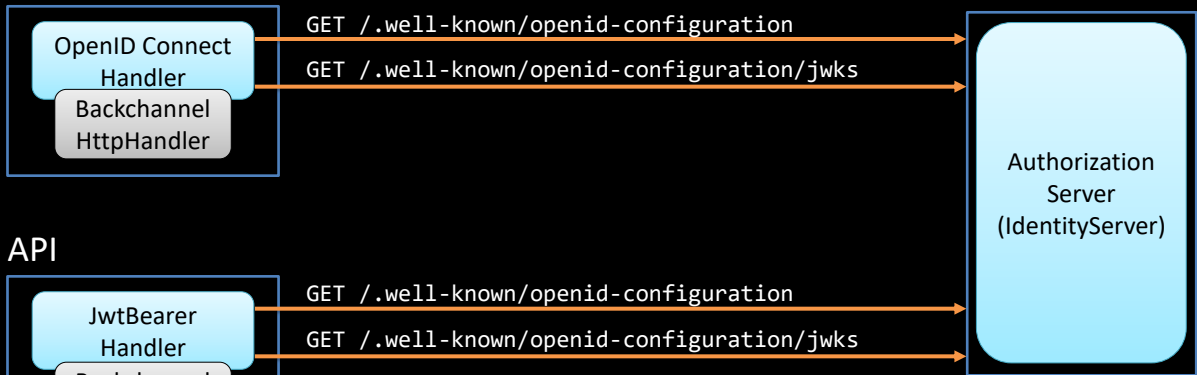 GET /.well-known/openid-configuration
OpenID Connect
Handler
GET /.well-known/openid-configuration/jwks
Backchannel
HttpHandler
Authorization
Server
(IdentityServer)
API
GET /.well-known/openid-configuration
JwtBearer
Handler
GET /.well-known/openid-configuration/jwks